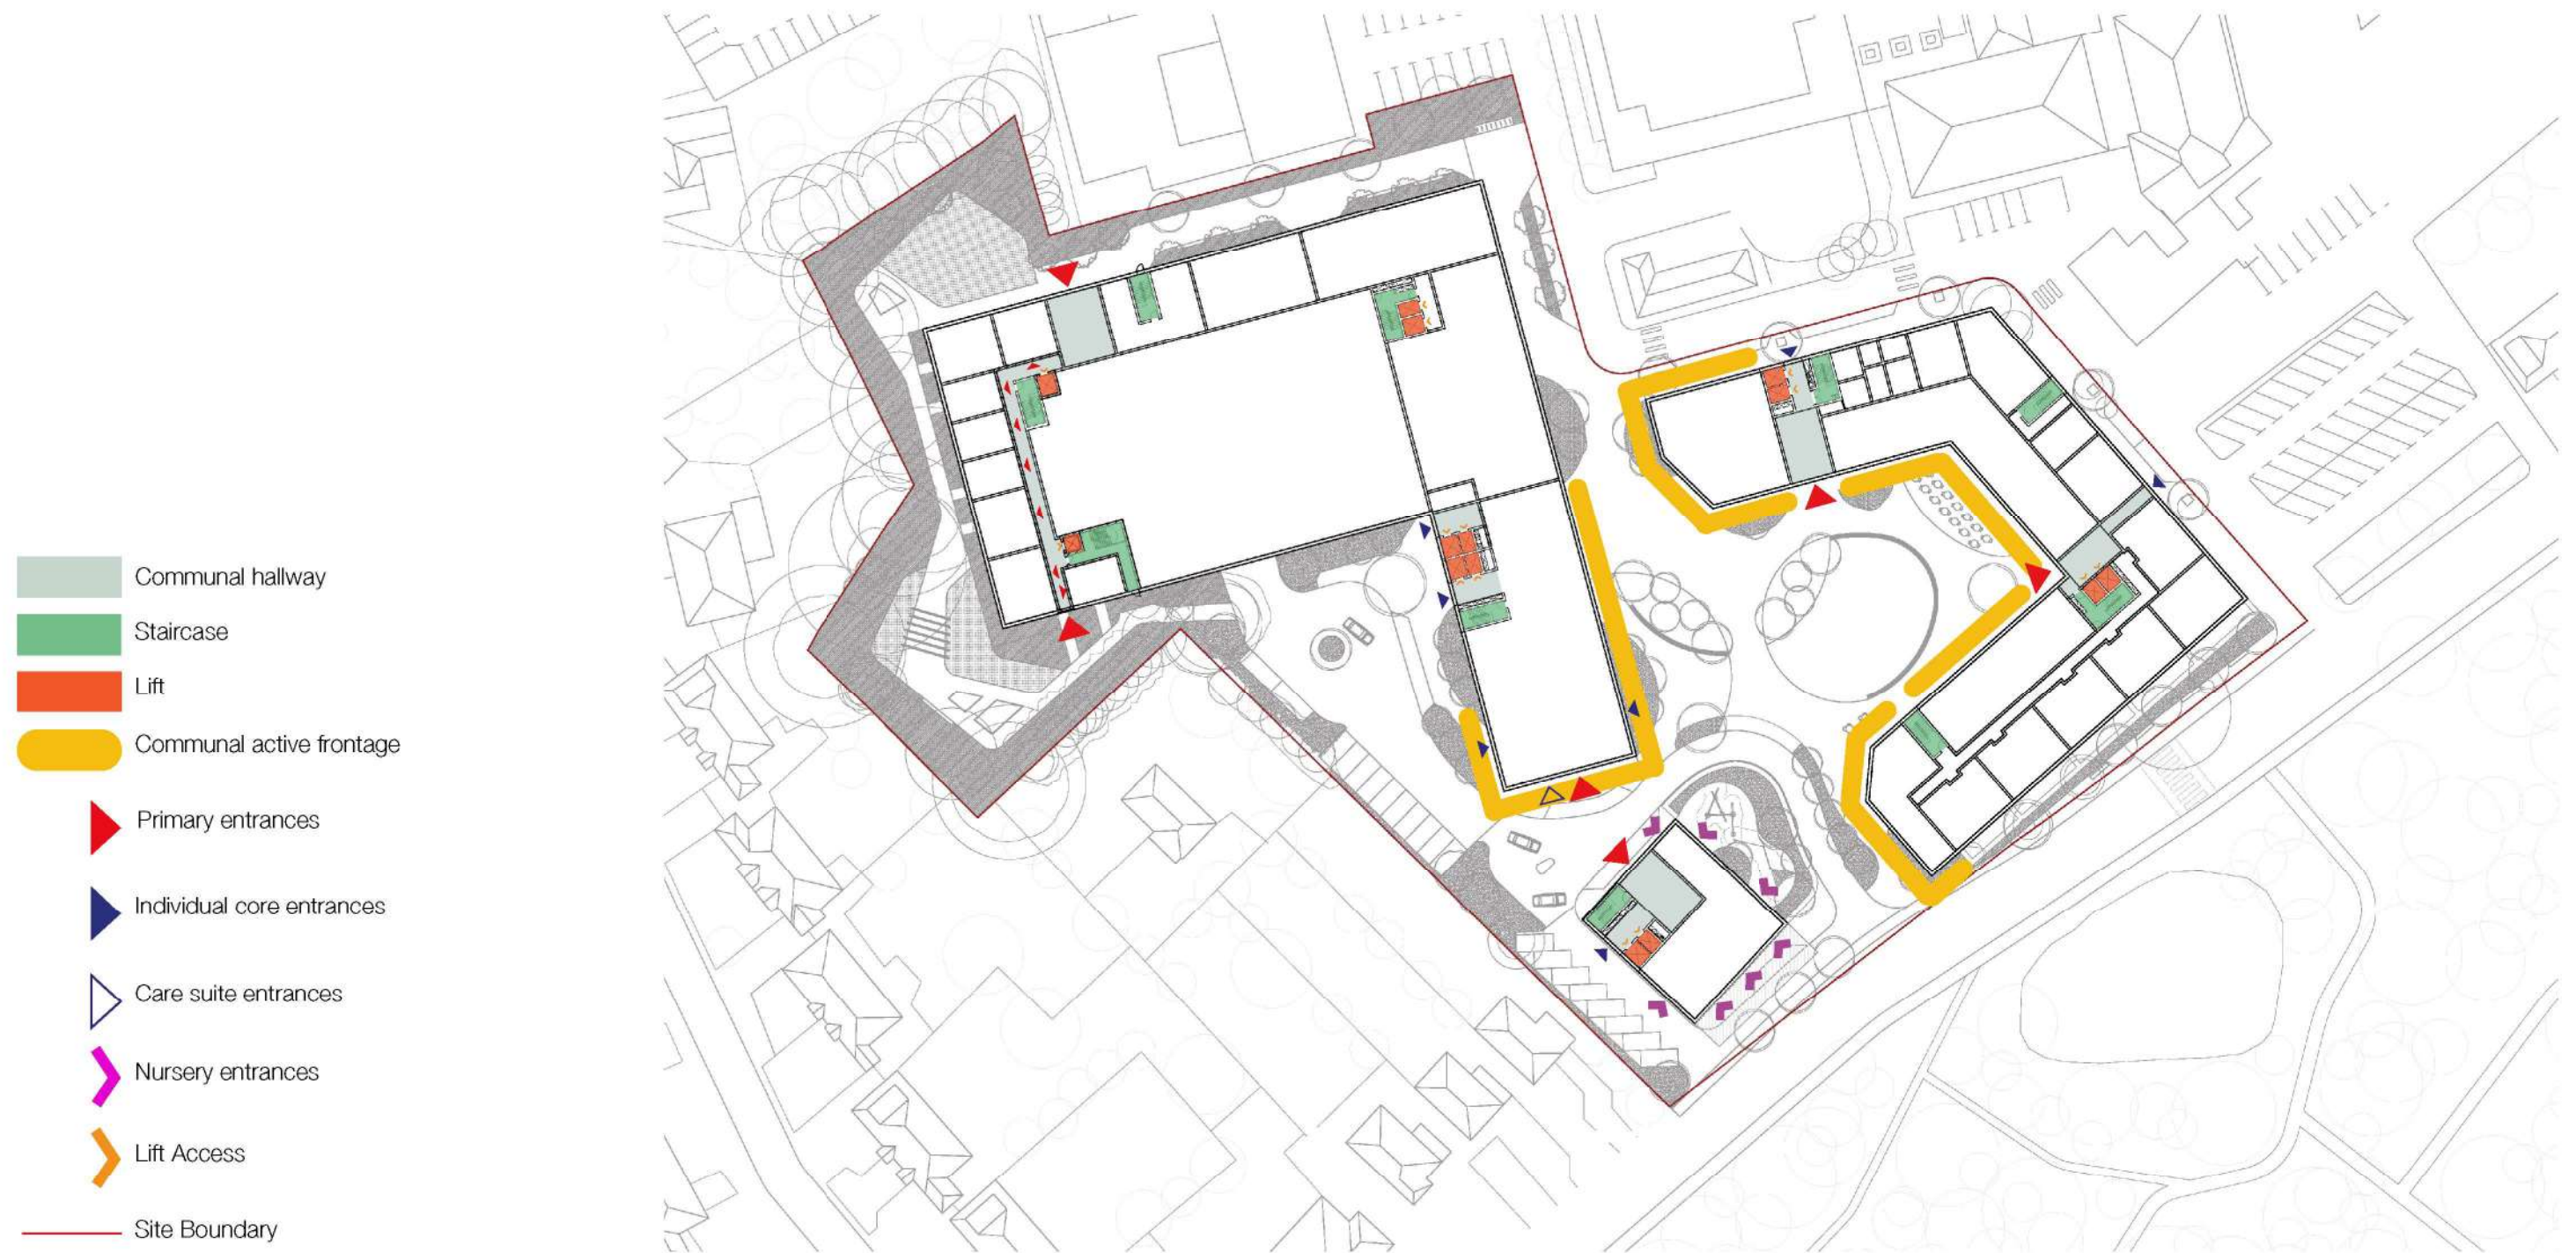 Communal hallway
Staircase
Lift
Communal active frontage
Primary entrances
Individual core entrances
Care suite entrances
Nursery entrances
Lift Access
Site Boundary